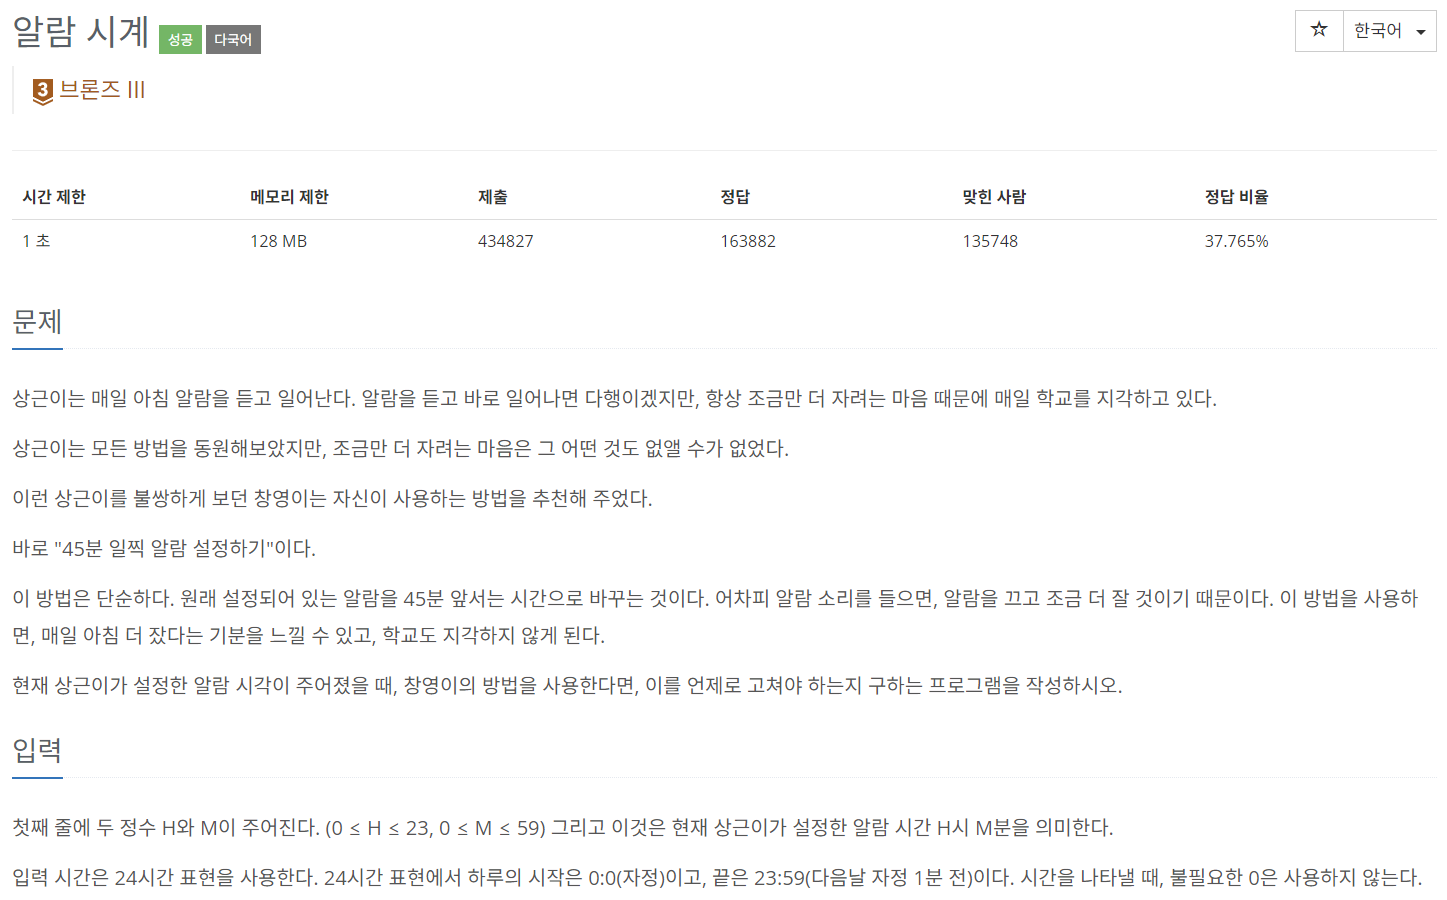 알람 시계 성공 다국어 ☆ 한국어
3 브론즈 III
시간 제한 메모리 제한 제출 정답 맞힌 사람 정답 비율
1 초 128 MB 434827 163882 135748 37.765%
문제
상근이는 매일 아침 알람을 듣고 일어난다. 알람을 듣고 바로 일어나면 다행이겠지만, 항상 조금만 더 자려는 마음 때문에 매일 학교를 지각하고 있다.
상근이는 모든 방법을 동원해보았지만, 조금만 더 자려는 마음은 그 어떤 것도 없앨 수가 없었다.
이런 상근이를 불쌍하게 보던 창영이는 자신이 사용하는 방법을 추천해 주었다.
바로 "45분 일찍 알람 설정하기"이다.
이 방법은 단순하다. 원래 설정되어 있는 알람을 45분 앞서는 시간으로 바꾸는 것이다. 어차피 알람 소리를 들으면, 알람을 끄고 조금 더 잘 것이기 때문이다. 이 방법을 사용하
면, 매일 아침 더 잤다는 기분을 느낄 수 있고, 학교도 지각하지 않게 된다.
현재 상근이가 설정한 알람 시각이 주어졌을 때, 창영이의 방법을 사용한다면, 이를 언제로 고쳐야 하는지 구하는 프로그램을 작성하시오.
입력
첫째 줄에 두 정수 H와 M이 주어진다. (0 ≤ H ≤ 23, 0 ≤ M ≤ 59) 그리고 이것은 현재 상근이가 설정한 알람 시간 H시 M분을 의미한다.
입력 시간은 24시간 표현을 사용한다. 24시간 표현에서 하루의 시작은 0:0(자정)이고, 끝은 23:59(다음날 자정 1분 전)이다. 시간을 나타낼 때, 불필요한 0은 사용하지 않는다.